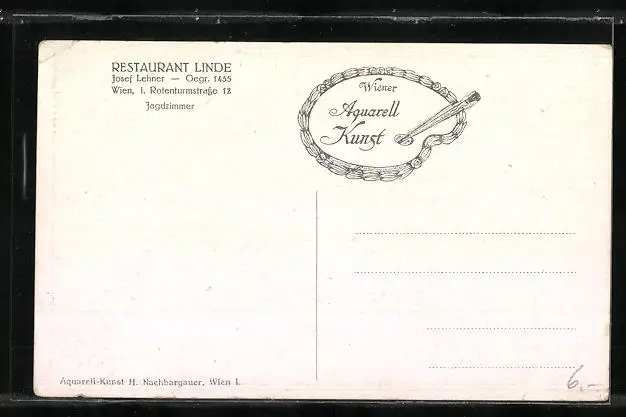 RESTAURANT LINDE
Josef Lehner — Gegr. 1435
Wien, I. Rotenturmstraße 12
Jagdzimmer
Wiener
Aquarell
Kunst
Aquarell-Kunst H. Nachbargauer, Wien I.
6.-